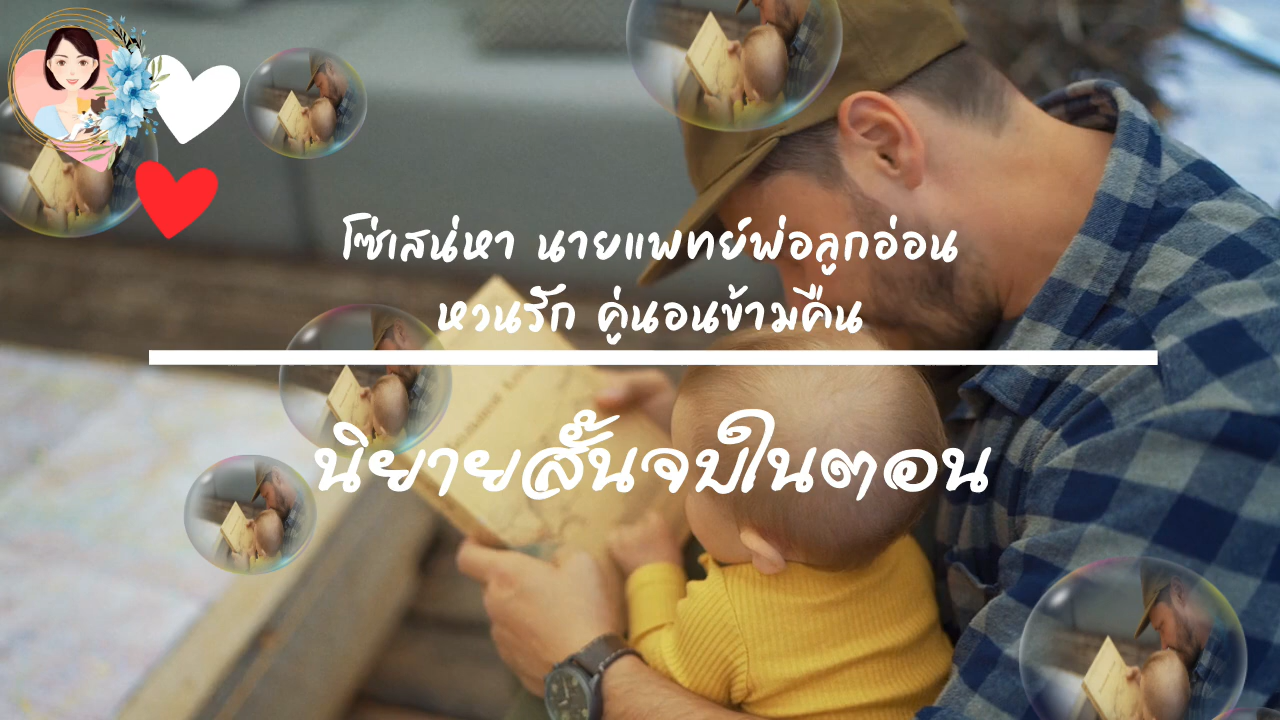 โซ่เสน่หา นายแพทย์พ่อลูกอ่อน
หวนรัก คู่นอนข้ามคืน
นิยายสั้นจบในตอน